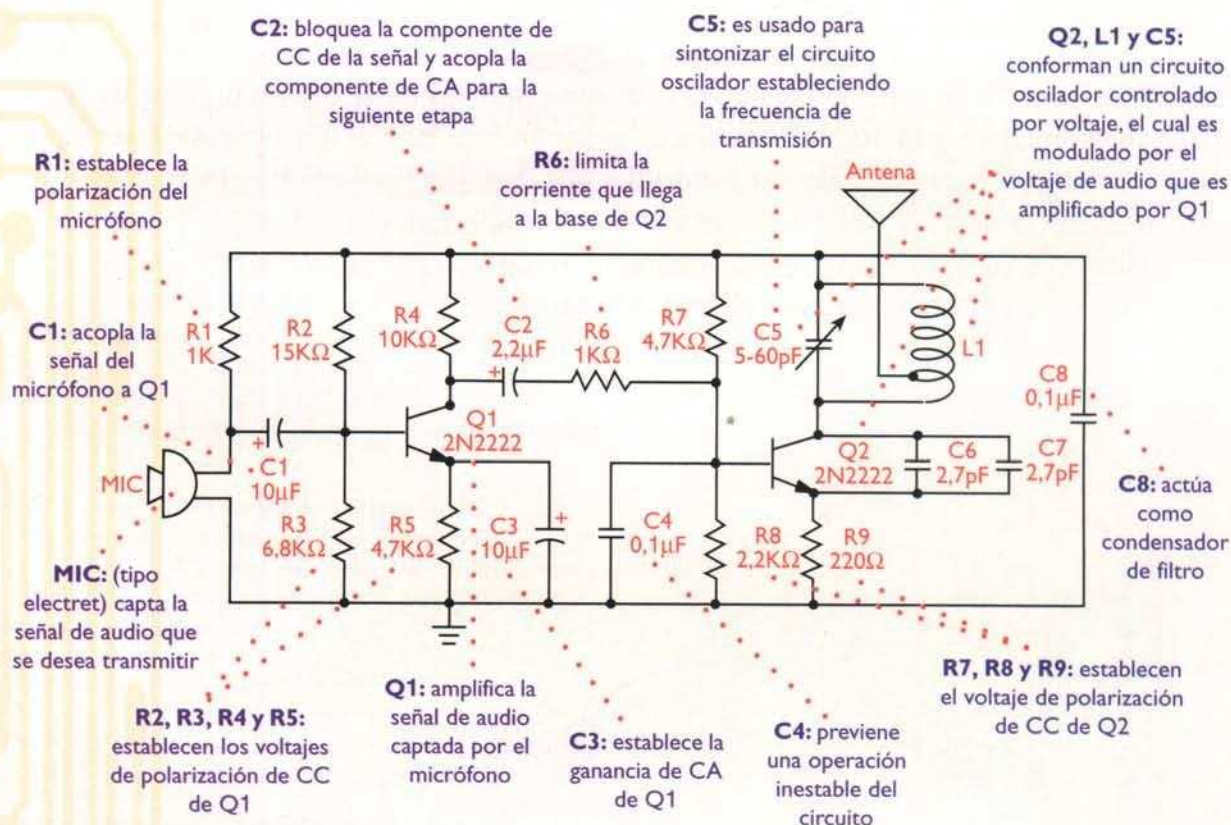 C2: bloquea la componente de
CC de la señal y acopla la
componente de CA para la
siguiente etapa
C5: es usado para
sintonizar el circuito
oscilador estableciendo
la frecuencia de
transmisión
Q2, L1 y C5:
conforman un circuito
oscilador controlado
por voltaje, el cual es
modulado por el
voltaje de audio que es
amplificado por Q1
R1: establece la
polarización del
micrófono
R6: limita la
corriente que llega
a la base de Q2
Antena
C1: acopla la
señal del
micrófono a Q1
R1
1K
R2
15KΩ
R4
10KΩ
C2
2,2µF
R6
1KΩ
R7
4,7KΩ
C5
5-60pF
L1
C8
0,1µF
Q1
2N2222
MIC
C1
10µF
Q2
2N2222
C6
2,7pF
C7
2,7pF
R3
6,8KΩ
R5
4,7KΩ
C3
10µF
C4
0,1µF
R8
2,2KΩ
R9
220Ω
C8: actúa
como
condensador
de filtro
MIC: (tipo
electret) capta la
señal de audio que
se desea transmitir
R2, R3, R4 y R5:
establecen los voltajes
de polarización de CC
de Q1
Q1: amplifica la
señal de audio
captada por el
micrófono
C3: establece la
ganancia de CA
de Q1
C4: previene
una operación
inestable del
circuito
R7, R8 y R9: establecen
el voltaje de polarización
de CC de Q2